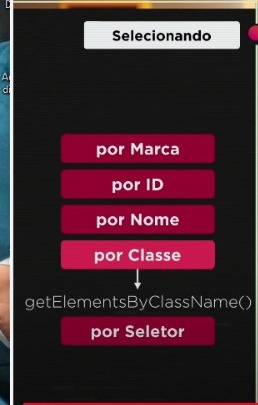 Selecionando
por Marca
por ID
por Nome
por Classe
getElementsByClassName()
por Seletor